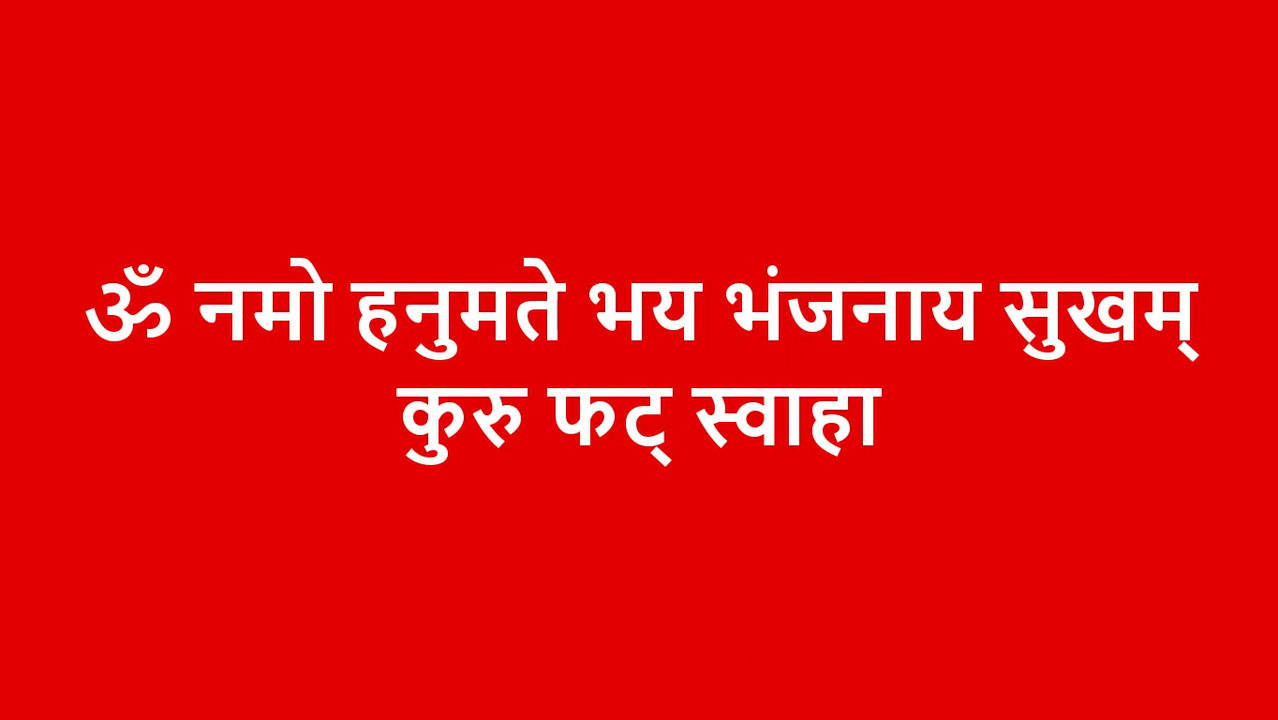 ॐ नमो हनुमते भय भंजनाय सुखम्
कुरु फट् स्वाहा